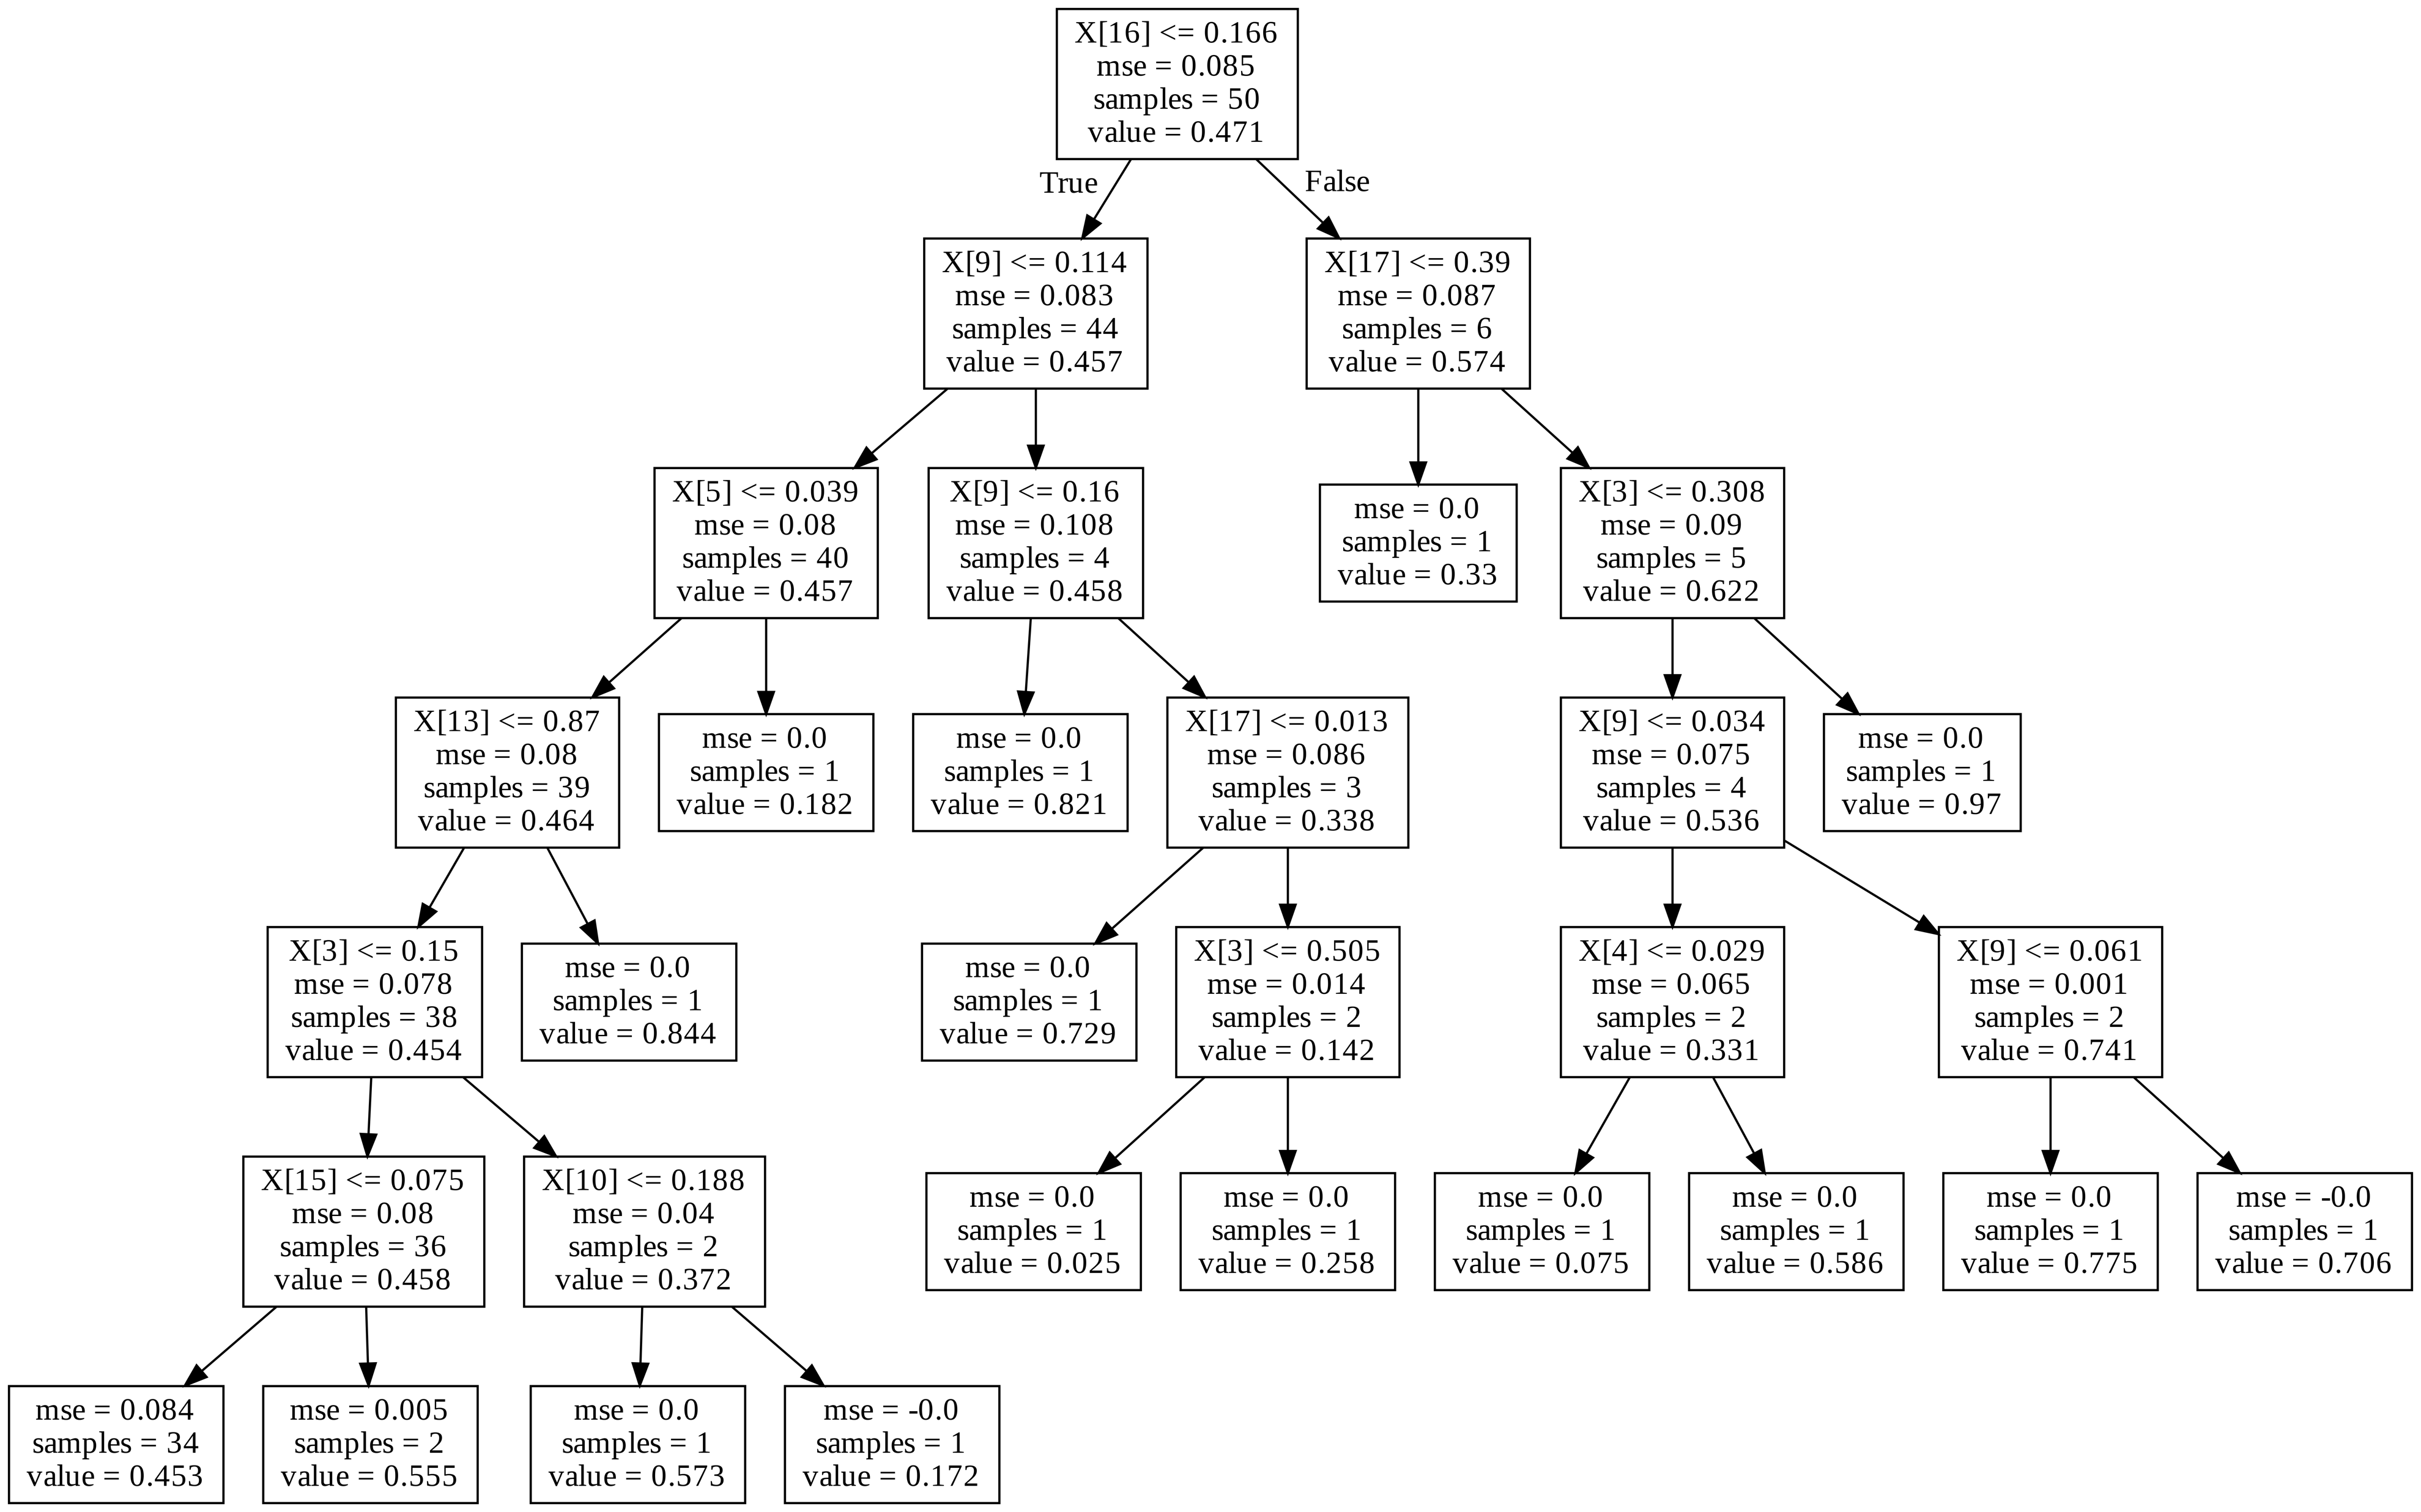 X[16] <= 0.166
mse = 0.085
samples = 50
value = 0.471
True
False
X[9] <= 0.114
mse = 0.083
samples = 44
value = 0.457
X[17] <= 0.39
mse = 0.087
samples = 6
value = 0.574
X[5] <= 0.039
mse = 0.08
samples = 40
value = 0.457
X[9] <= 0.16
mse = 0.108
samples = 4
value = 0.458
mse = 0.0
samples = 1
value = 0.33
X[3] <= 0.308
mse = 0.09
samples = 5
value = 0.622
X[13] <= 0.87
mse = 0.08
samples = 39
value = 0.464
mse = 0.0
samples = 1
value = 0.182
mse = 0.0
samples = 1
value = 0.821
X[17] <= 0.013
mse = 0.086
samples = 3
value = 0.338
X[9] <= 0.034
mse = 0.075
samples = 4
value = 0.536
mse = 0.0
samples = 1
value = 0.97
X[3] <= 0.15
mse = 0.078
samples = 38
value = 0.454
mse = 0.0
samples = 1
value = 0.844
mse = 0.0
samples = 1
value = 0.729
X[3] <= 0.505
mse = 0.014
samples = 2
value = 0.142
X[4] <= 0.029
mse = 0.065
samples = 2
value = 0.331
X[9] <= 0.061
mse = 0.001
samples = 2
value = 0.741
X[15] <= 0.075
mse = 0.08
samples = 36
value = 0.458
X[10] <= 0.188
mse = 0.04
samples = 2
value = 0.372
mse = 0.0
samples = 1
value = 0.025
mse = 0.0
samples = 1
value = 0.258
mse = 0.0
samples = 1
value = 0.075
mse = 0.0
samples = 1
value = 0.586
mse = 0.0
samples = 1
value = 0.775
mse = -0.0
samples = 1
value = 0.706
mse = 0.084
samples = 34
value = 0.453
mse = 0.005
samples = 2
value = 0.555
mse = 0.0
samples = 1
value = 0.573
mse = -0.0
samples = 1
value = 0.172